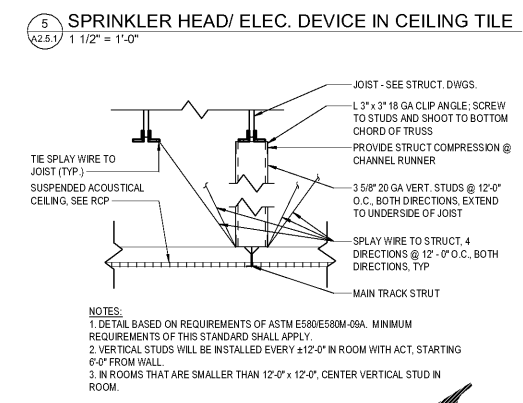 5
A2.5.1
SPRINKLER HEAD/ ELEC. DEVICE IN CEILING TILE
1 1/2" = 1'-0"
JOIST - SEE STRUCT. DWGS.
L 3" x 3" 18 GA CLIP ANGLE; SCREW
TO STUDS AND SHOOT TO BOTTOM
CHORD OF TRUSS
PROVIDE STRUCT COMPRESSION @
CHANNEL RUNNER
TIE SPLAY WIRE TO
JOIST (TYP.)
SUSPENDED ACOUSTICAL
CEILING, SEE RCP
3 5/8" 20 GA VERT. STUDS @ 12'-0"
O.C., BOTH DIRECTIONS, EXTEND
TO UNDERSIDE OF JOIST
SPLAY WIRE TO STRUCT, 4
DIRECTIONS @ 12' - 0" O.C., BOTH
DIRECTIONS, TYP
MAIN TRACK STRUT
NOTES:
1. DETAIL BASED ON REQUIREMENTS OF ASTM E580/E580M-09A. MINIMUM
REQUIREMENTS OF THIS STANDARD SHALL APPLY.
2. VERTICAL STUDS WILL BE INSTALLED EVERY ±12'-0" IN ROOM WITH ACT, STARTING
6'-0" FROM WALL.
3. IN ROOMS THAT ARE SMALLER THAN 12'-0" x 12'-0", CENTER VERTICAL STUD IN
ROOM.